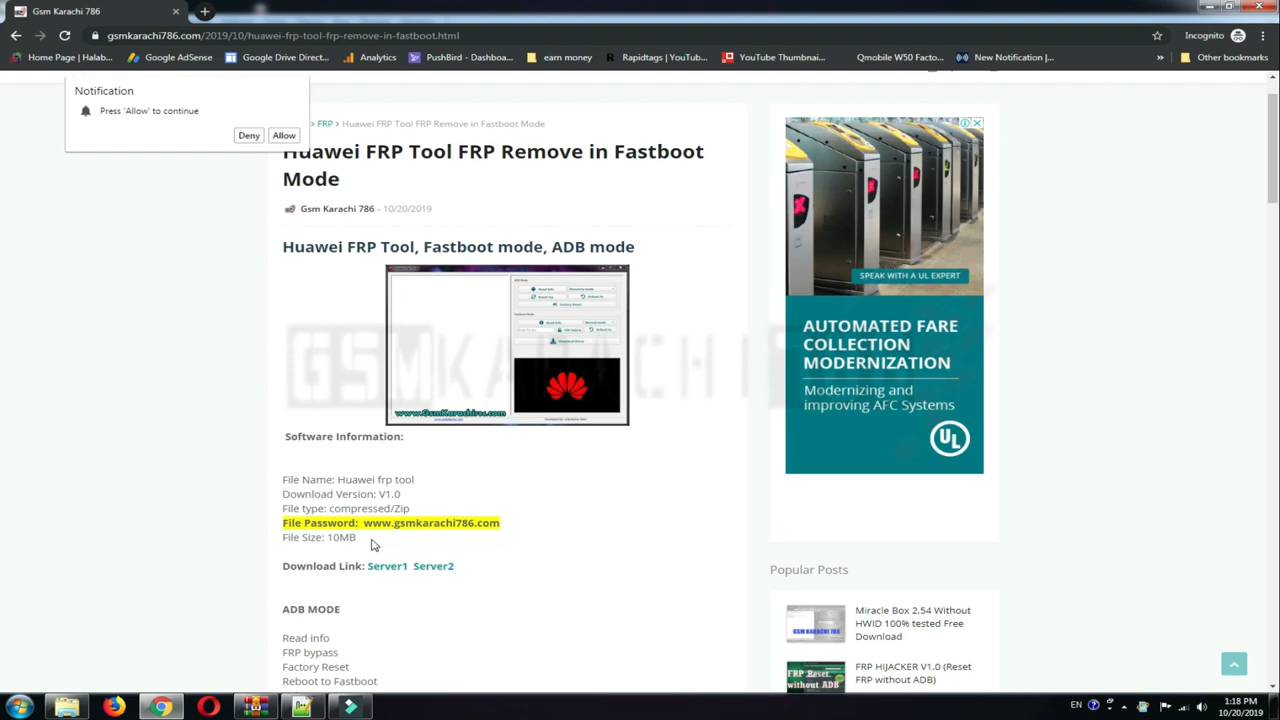 Gsm Karachi 786
gsmkarachi786.com/2019/10/huawei-frp-tool-frp-remove-in-fastboot.html
Incognito
Home Page | Halab...
Google AdSense
Google Drive Direct...
Analytics
PushBird - Dashboa...
earn money
Rapidtags | YouTub...
YouTube Thumbnai...
Qmobile W50 Facto...
New Notification |...
»
Other bookmarks
Notification
Press 'Allow' to continue
Deny
Allow
> FRP > Huawei FRP Tool FRP Remove in Fastboot Mode
Huawei FRP Tool FRP Remove in Fastboot
Mode
Gsm Karachi 786 - 10/20/2019
Huawei FRP Tool, Fastboot mode, ADB mode
GSMKARACHI
Software Information:
File Name: Huawei frp tool
Download Version: V1.0
File type: compressed/Zip
File Password: www.gsmkarachi786.com
File Size: 10MB
Download Link: Server1 Server2
ADB MODE
Read info
FRP bypass
Factory Reset
Reboot to Fastboot
SPEAK WITH A UL EXPERT
AUTOMATED FARE
COLLECTION
MODERNIZATION
Modernizing and
improving AFC Systems
UL
Popular Posts
GSM KARACHI 786
Miracle Box 2.54 Without
HWID 100% tested Free
Download
FRP Reset
without ADB
FRP HIJACKER V1.0 (Reset
FRP without ADB)
EN
1:18 PM
10/20/2019